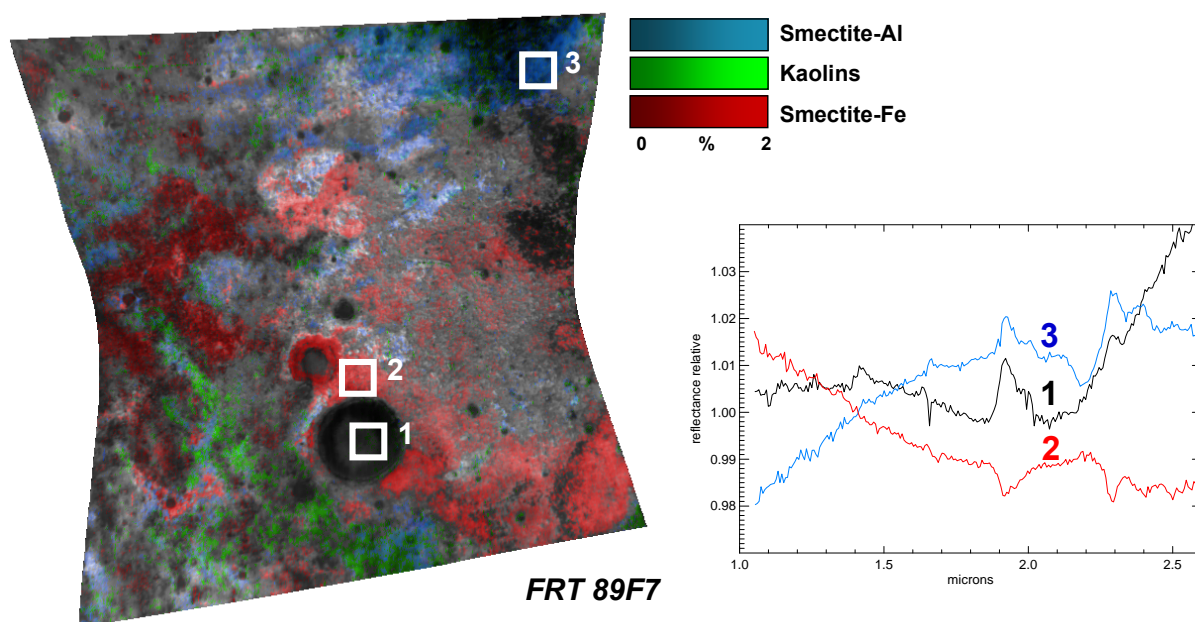 Smectite-Al
Kaolins
Smectite-Fe
0 % 2
3
2
1
FRT 89F7
reflectance relative
1.03
1.02
1.01
1.00
0.99
0.98
3
1
2
1.0 1.5 2.0 2.5
microns